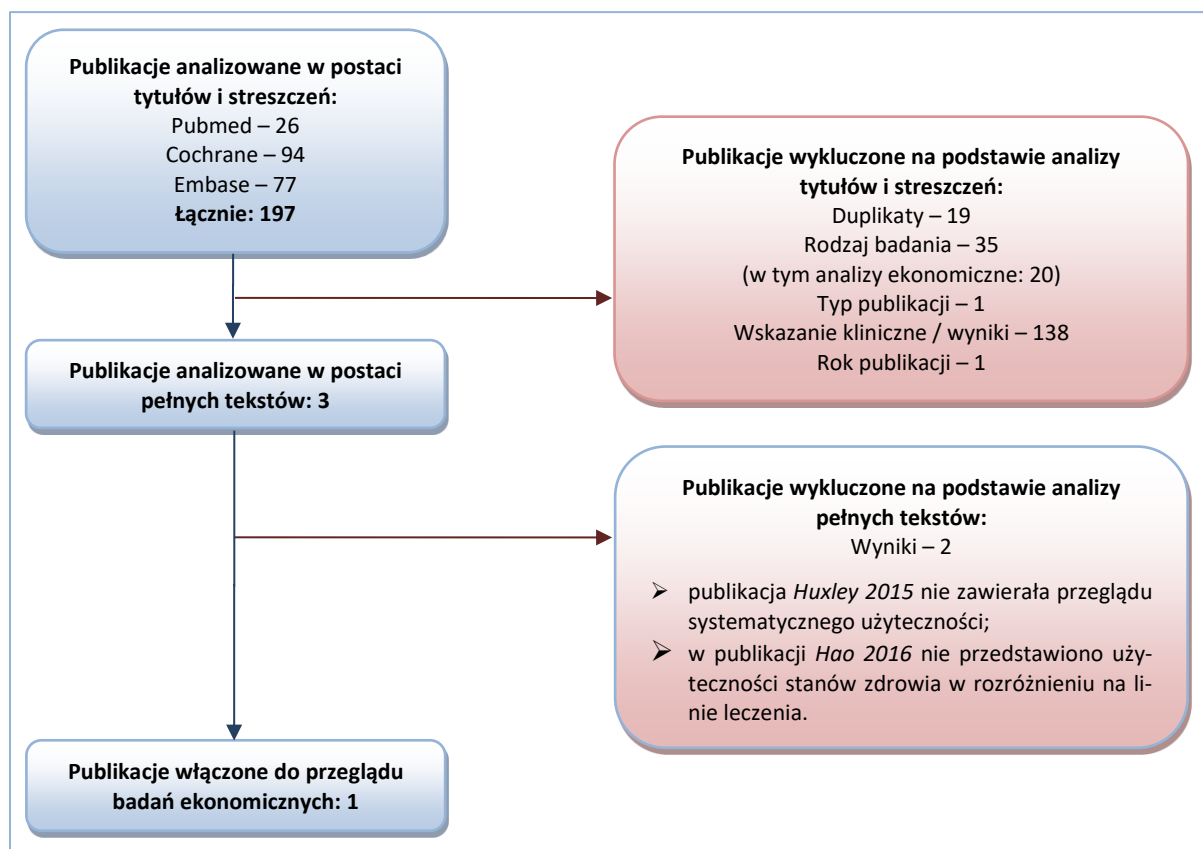 Publikacje analizowane w postaci
tytułów i streszczeń:
Pubmed – 26
Cochrane – 94
Embase – 77
Łącznie: 197
Publikacje wykluczone na podstawie analizy
tytułów i streszczeń:
Duplikaty – 19
Rodzaj badania – 35
(w tym analizy ekonomiczne: 20)
Typ publikacji – 1
Wskazanie kliniczne / wyniki – 138
Rok publikacji – 1
Publikacje analizowane w postaci
pełnych tekstów: 3
Publikacje wykluczone na podstawie analizy
pełnych tekstów:
Wyniki – 2
➢ publikacja Huxley 2015 nie zawierała przeglądu
systematycznego użyteczności;
➢ w publikacji Hao 2016 nie przedstawiono uży-
teczności stanów zdrowia w rozróżnieniu na li-
nie leczenia.
Publikacje włączone do przeglądu
badań ekonomicznych: 1